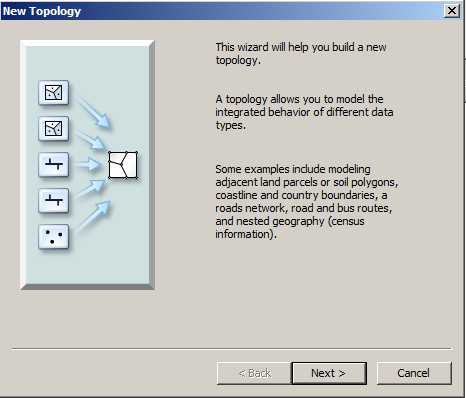 New Topology
This wizard will help you build a new
topology.
A topology allows you to model the
integrated behavior of different data
types.
Some examples include modeling
adjacent land parcels or soil polygons,
coastline and country boundaries, a
roads network, road and bus routes,
and nested geography (census
information).
< Back
Next >
Cancel